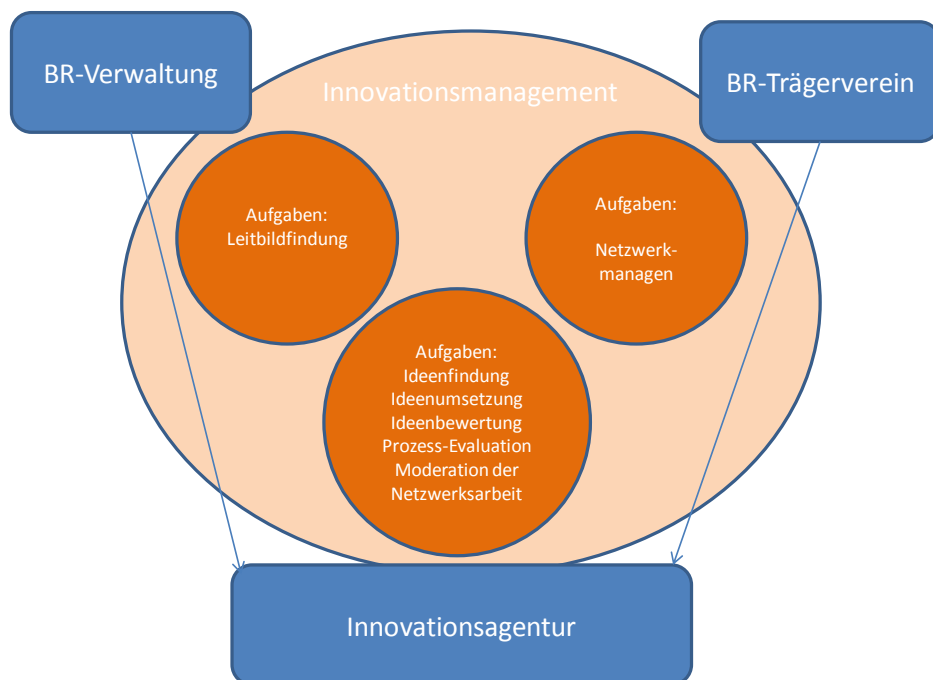 BR-Verwaltung
Innovationsmanagement
BR-Trägerverein
Aufgaben:
Leitbildfindung
Aufgaben:
Netzwerk-
managen
Aufgaben:
Ideenfindung
Ideenumsetzung
Ideenbewertung
Prozess-Evaluation
Moderation der
Netzwerksarbeit
Innovationsagentur